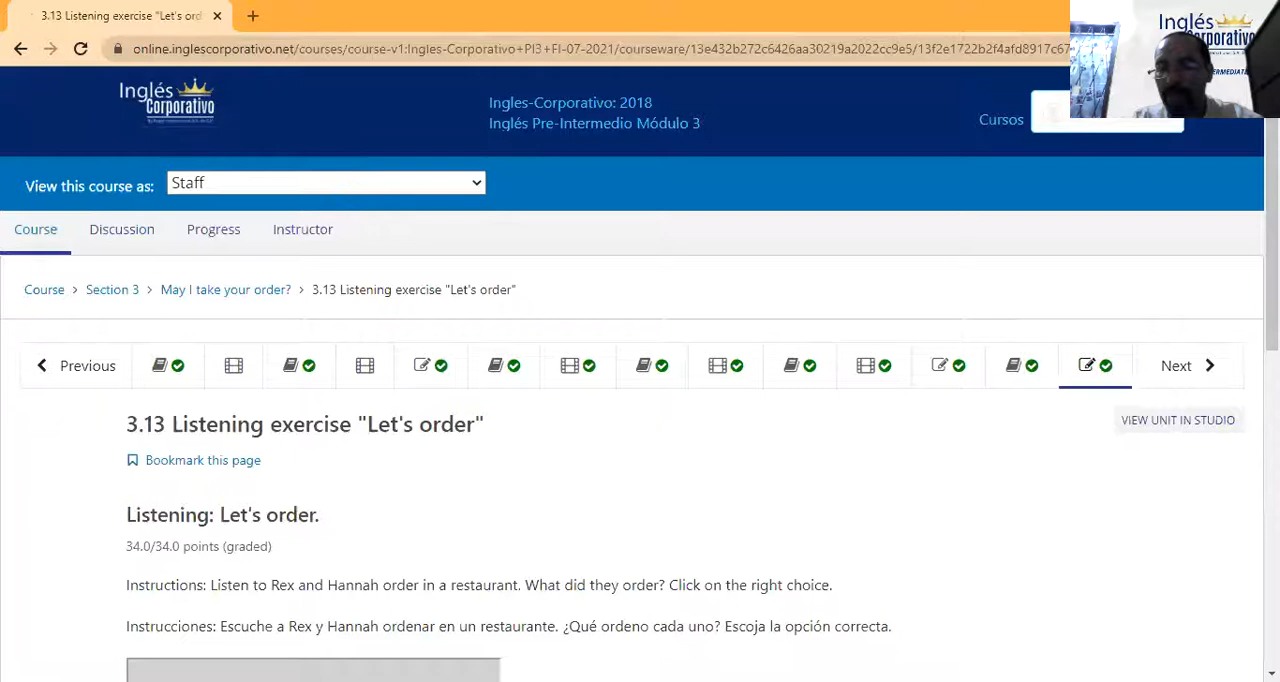 3.13 Listening exercise "Let's ord
online.inglescorporativo.net/courses/course-v1:Ingles-Corporativo+PI3+FI-07-2021/courseware/13e432b272c6426aa30219a2022cc9e5/13f2e1722b2f4afd8917c67
Inglés
Corporativo
Inglés
Corporativo
Ingles-Corporativo: 2018
Inglés Pre-Intermedio Módulo 3
Cursos
View this course as:
Staff
Course Discussion Progress Instructor
Course > Section 3 > May I take your order? > 3.13 Listening exercise "Let's order"
Previous
Next
3.13 Listening exercise "Let's order"
VIEW UNIT IN STUDIO
Bookmark this page
Listening: Let's order.
34.0/34.0 points (graded)
Instructions: Listen to Rex and Hannah order in a restaurant. What did they order? Click on the right choice.
Instrucciones: Escuche a Rex y Hannah ordenar en un restaurante. ¿Qué ordeno cada uno? Escoja la opción correcta.